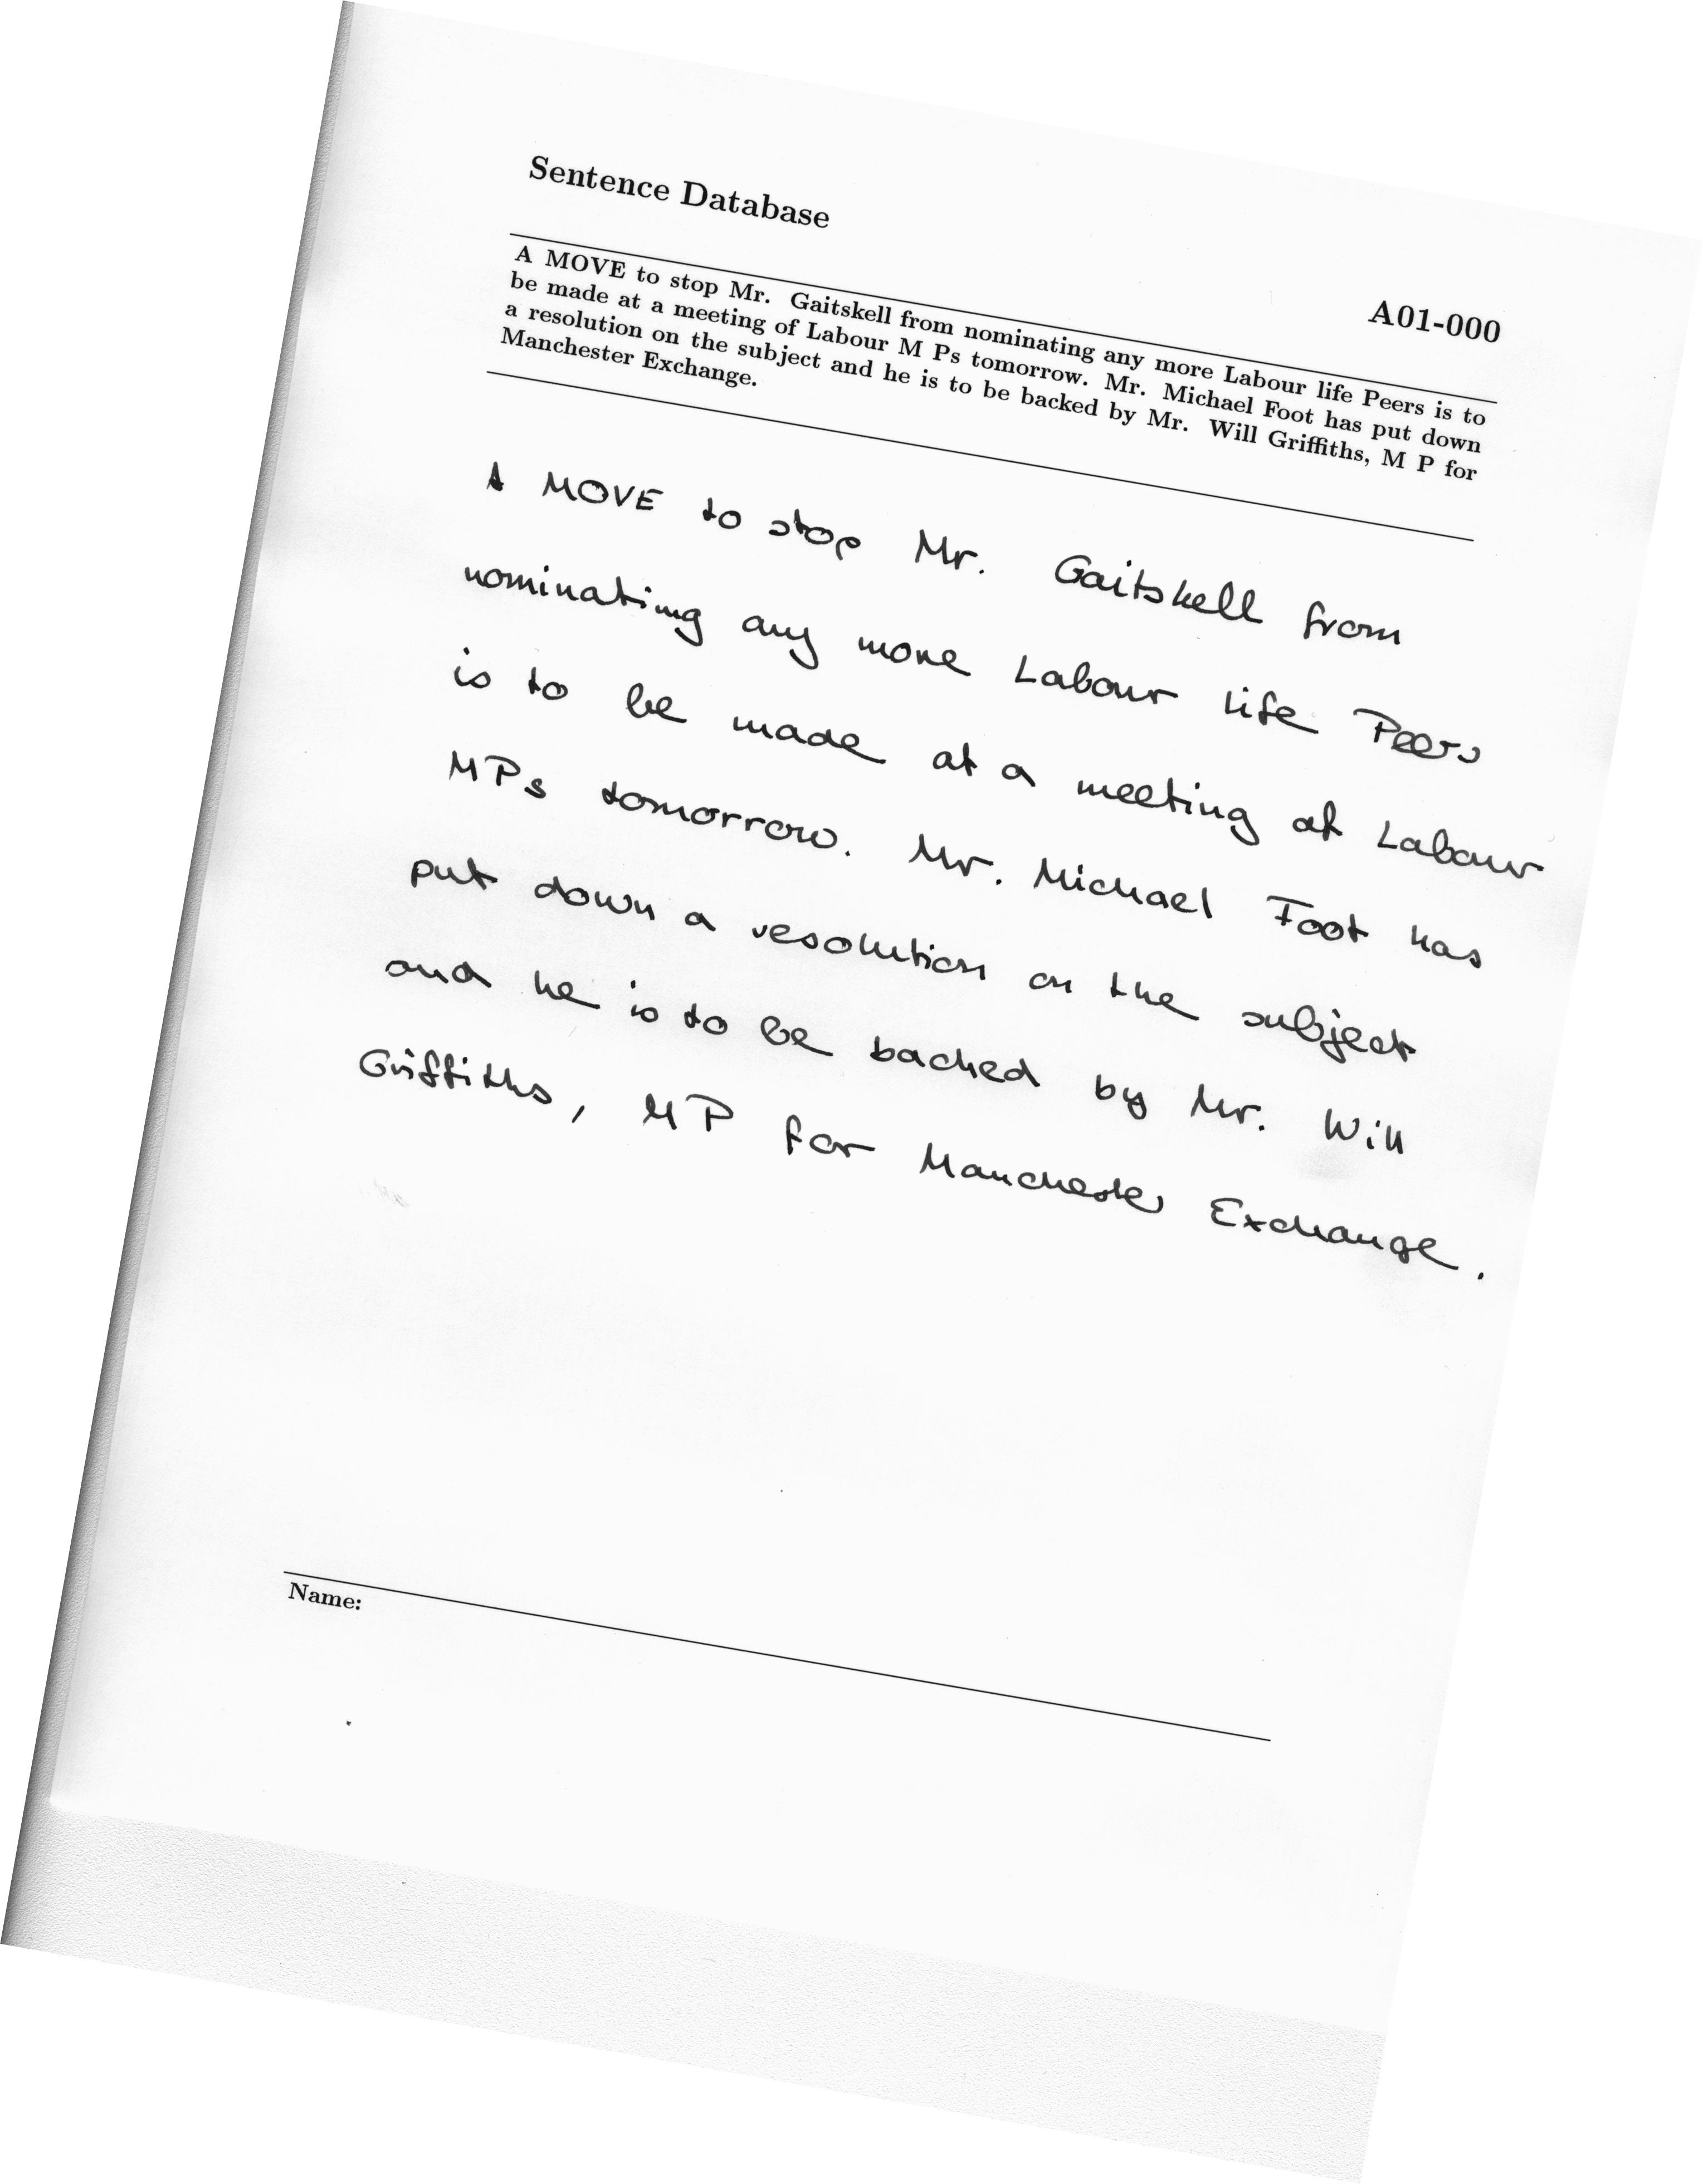 Sentence Database
A01-000
A MOVE to stop Mr. Gaitskell from nominating any more Labour life Peers is to
be made at a meeting of Labour M Ps tomorrow. Mr. Michael Foot has put down
a resolution on the subject and he is to be backed by Mr. Will Griffiths, M P for
Manchester Exchange.
A MOVE to stop Mr. Gaitskell from
nominating any more Labour life Peers
is to be made at a meeting of Labour
MPs tomorrow. Mr. Michael Foot has
put down a resolution on the subject
and he is to be backed by Mr. Will
Griffiths, MP for Manchester Exchange.
Name: